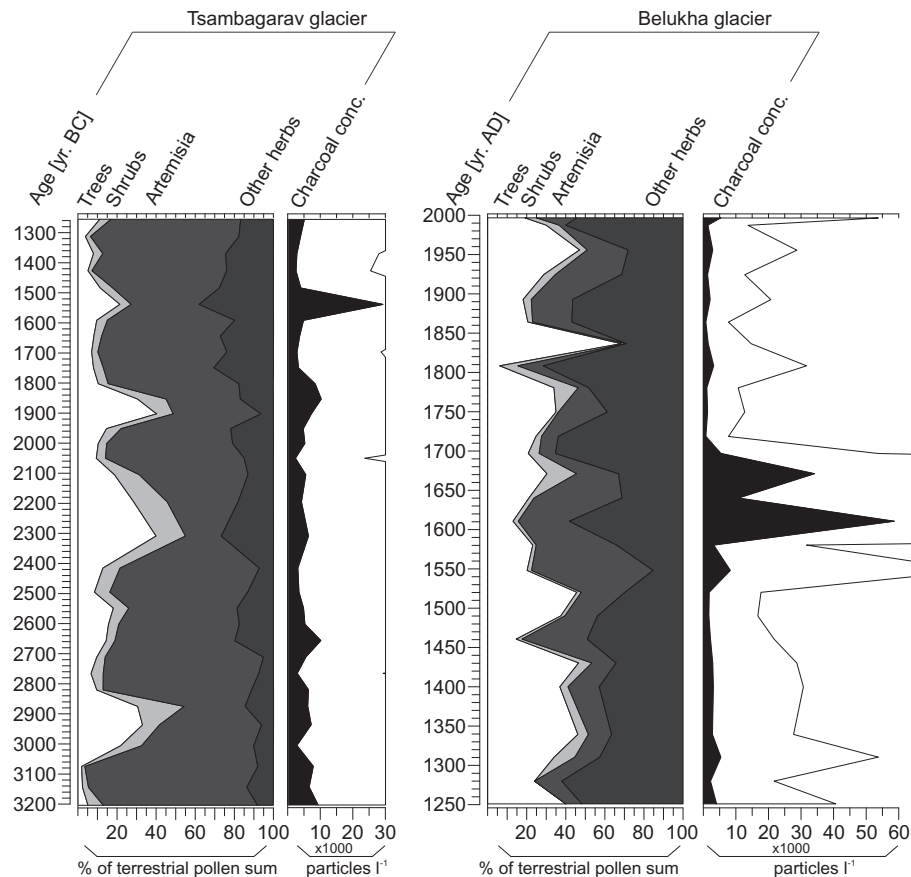 Tsambagarav glacier
Belukha glacier
Age [yr. BC]
Trees
Shrubs
Artemisia
Other herbs
Charcoal conc.
Age [yr. AD]
Trees
Shrubs
Artemisia
Other herbs
Charcoal conc.
1300
1400
1500
1600
1700
1800
1900
2000
2100
2200
2300
2400
2500
2600
2700
2800
2900
3000
3100
3200
2000
1950
1900
1850
1800
1750
1700
1650
1600
1550
1500
1450
1400
1350
1300
1250
20 40 60 80 100
10 20 30
20 40 60 80 100
10 20 30 40 50 60
x1000
x1000
% of terrestrial pollen sum
particles l⁻¹
% of terrestrial pollen sum
particles l⁻¹